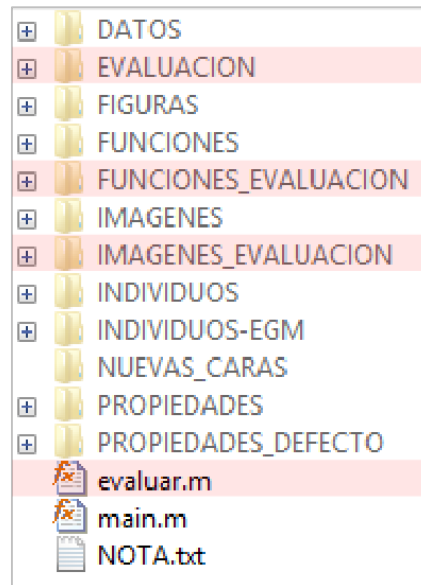 DATOS
EVALUACION
FIGURAS
FUNCIONES
FUNCIONES_EVALUACION
IMAGENES
IMAGENES_EVALUACION
INDIVIDUOS
INDIVIDUOS-EGM
NUEVAS_CARAS
PROPIEDADES
PROPIEDADES_DEFECTO
evaluar.m
main.m
NOTA.txt